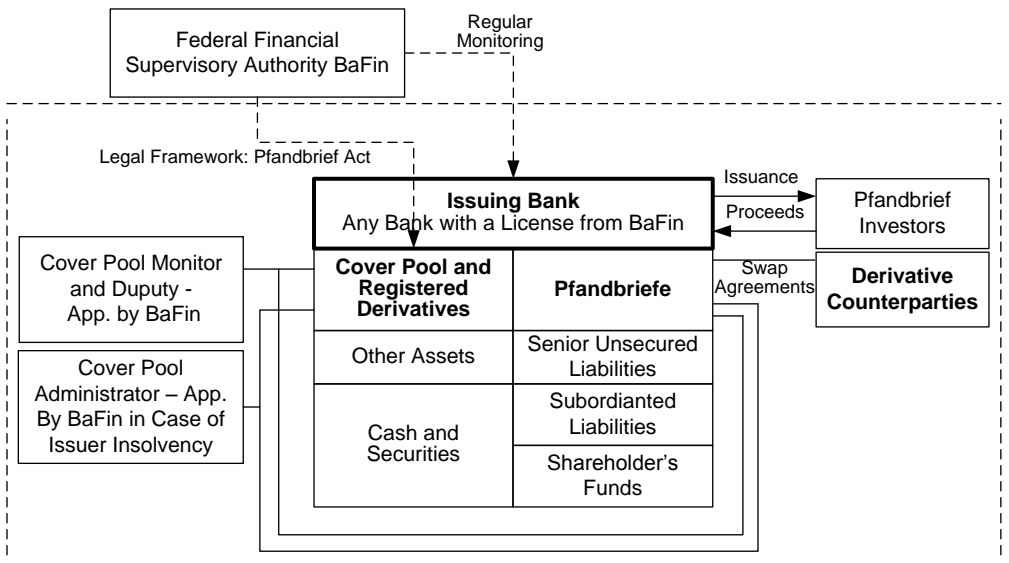 Federal Financial
Supervisory Authority BaFin
Regular
Monitoring
Legal Framework: Pfandbrief Act
Issuing Bank
Any Bank with a License from BaFin
Issuance
Proceeds
Pfandbrief
Investors
Cover Pool Monitor
and Duputy -
App. by BaFin
Cover Pool and
Registered
Derivatives
Pfandbriefe
Swap
Agreements
Derivative
Counterparties
Cover Pool
Administrator – App.
By BaFin in Case of
Issuer Insolvency
Other Assets
Senior Unsecured
Liabilities
Cash and
Securities
Subordianted
Liabilities
Shareholder's
Funds